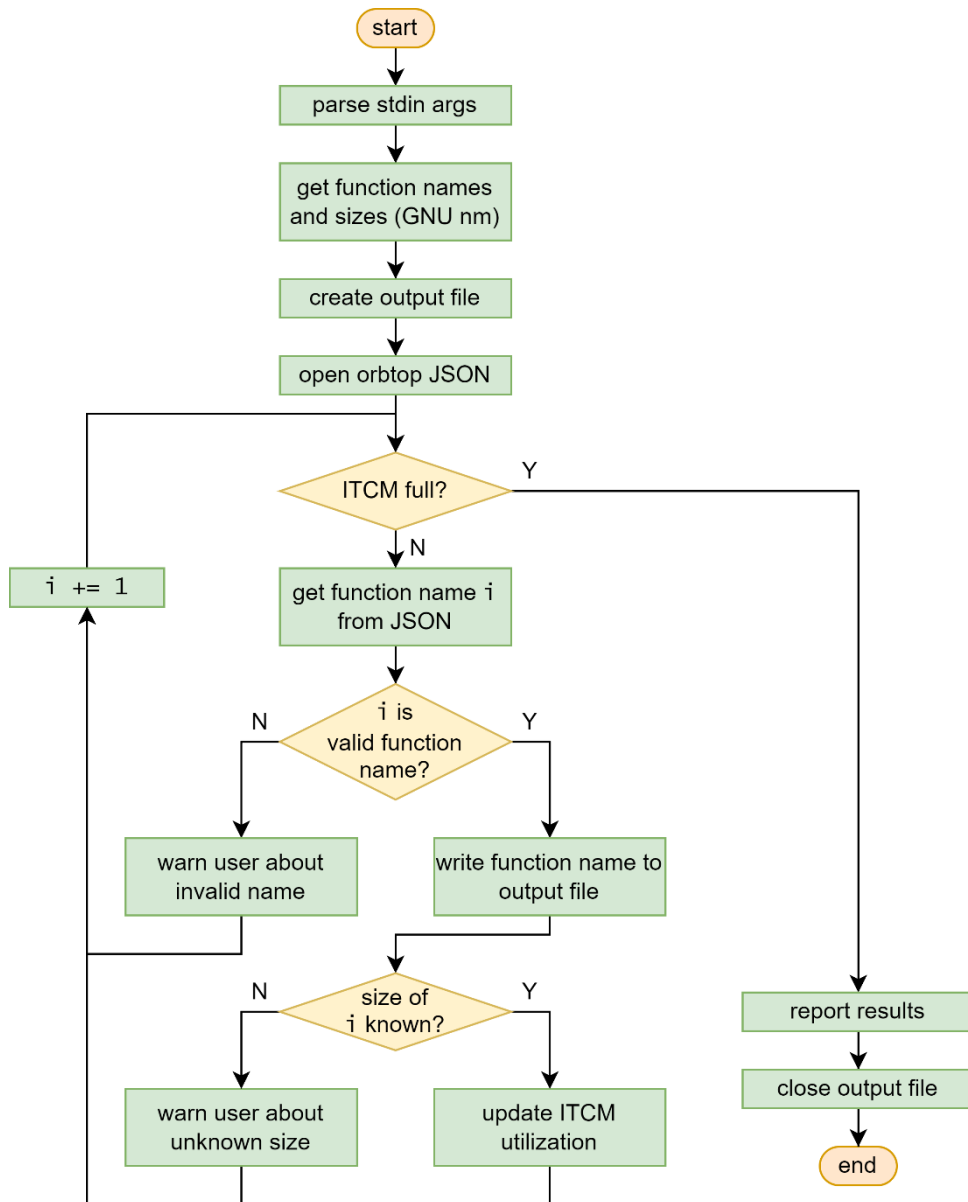 start
parse stdin args
get function names
and sizes (GNU nm)
create output file
open orbtop JSON
ITCM full?
Y
N
i += 1
get function name i
from JSON
i is
valid function
name?
N
Y
warn user about
invalid name
write function name to
output file
size of
i known?
N
Y
warn user about
unknown size
update ITCM
utilization
report results
close output file
end